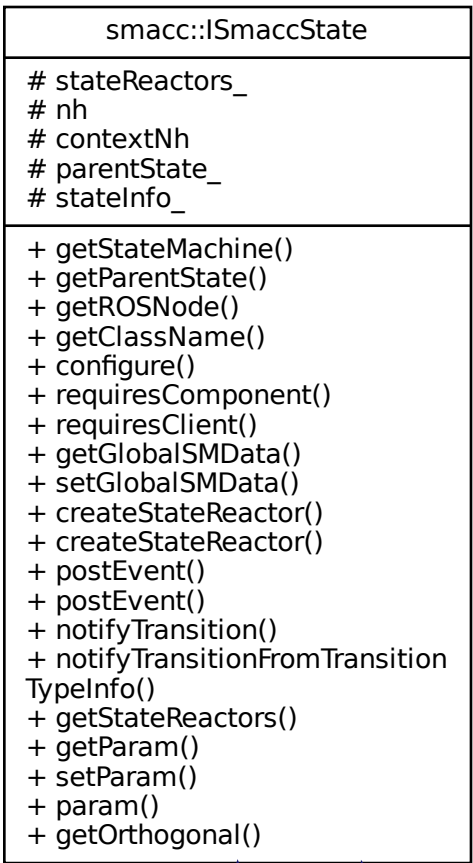 smacc::ISmaccState
# stateReactors_
# nh
# contextNh
# parentState_
# stateInfo_
+ getStateMachine()
+ getParentState()
+ getROSNode()
+ getClassName()
+ configure()
+ requiresComponent()
+ requiresClient()
+ getGlobalSMData()
+ setGlobalSMData()
+ createStateReactor()
+ createStateReactor()
+ postEvent()
+ postEvent()
+ notifyTransition()
+ notifyTransitionFromTransition
TypeInfo()
+ getStateReactors()
+ getParam()
+ setParam()
+ param()
+ getOrthogonal()